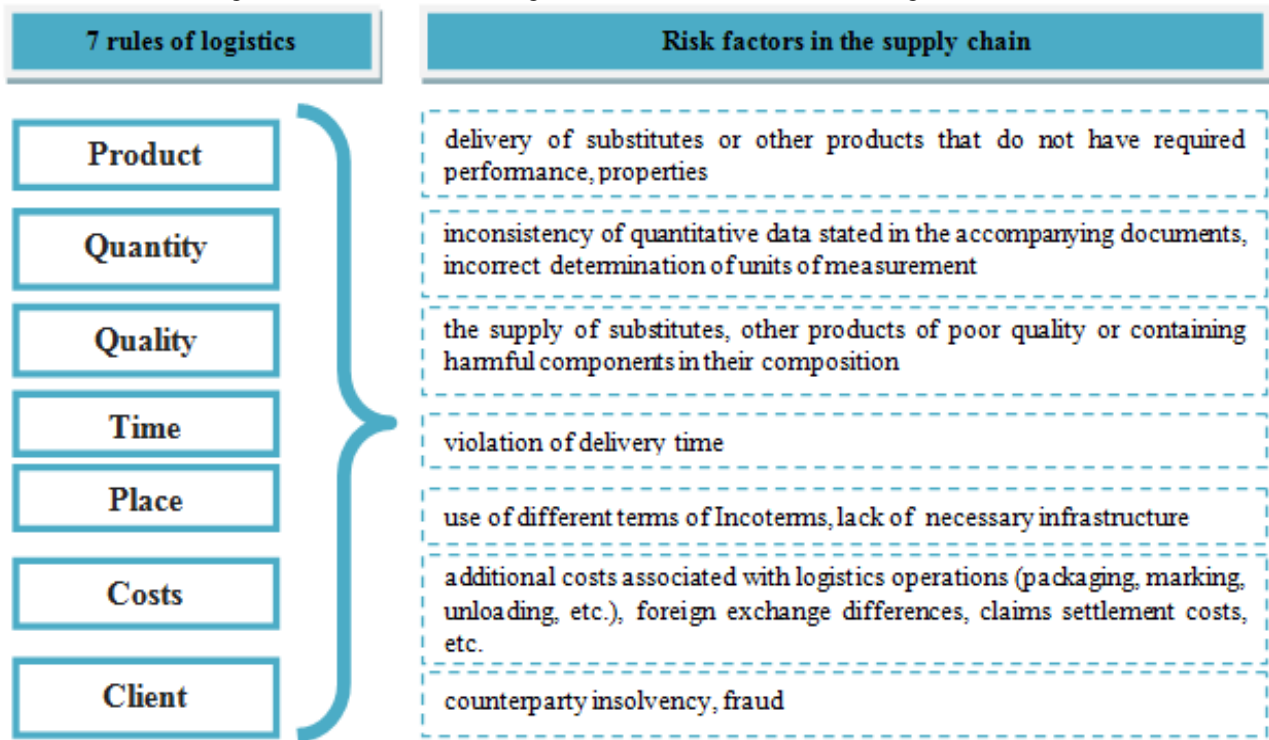 7 rules of logistics
Risk factors in the supply chain
Product
delivery of substitutes or other products that do not have required
performance, properties
Quantity
inconsistency of quantitative data stated in the accompanying documents,
incorrect determination of units of measurement
Quality
the supply of substitutes, other products of poor quality or containing
harmful components in their composition
Time
violation of delivery time
Place
use of different terms of Incoterms, lack of necessary infrastructure
Costs
additional costs associated with logistics operations (packaging, marking,
unloading, etc.), foreign exchange differences, claims settlement costs,
etc.
Client
counterparty insolvency, fraud